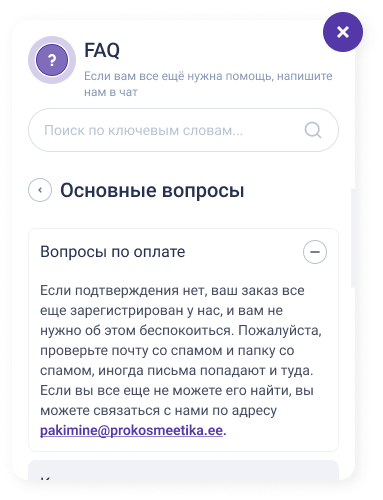 ?
FAQ
Если вам все ещё нужна помощь, напишите
нам в чат
Поиск по ключевым словам...
Основные вопросы
Вопросы по оплате
Если подтверждения нет, ваш заказ все
еще зарегистрирован у нас, и вам не
нужно об этом беспокоиться. Пожалуйста,
проверьте почту со спамом и папку со
спамом, иногда письма попадают и туда.
Если вы все еще не можете его найти, вы
можете связаться с нами по адресу
pakimine@prokosmeetika.ee.